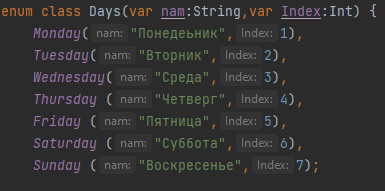 enum class Days(var nam:String,var Index:Int) {
Monday( nam: "Понедеьник", Index: 1),
Tuesday( nam: "Вторник", Index: 2),
Wednesday( nam: "Среда", Index: 3),
Thursday ( nam: "Четверг", Index: 4),
Friday ( nam: "Пятница", Index: 5),
Saturday ( nam: "Суббота", Index: 6),
Sunday ( nam: "Воскресенье", Index: 7);